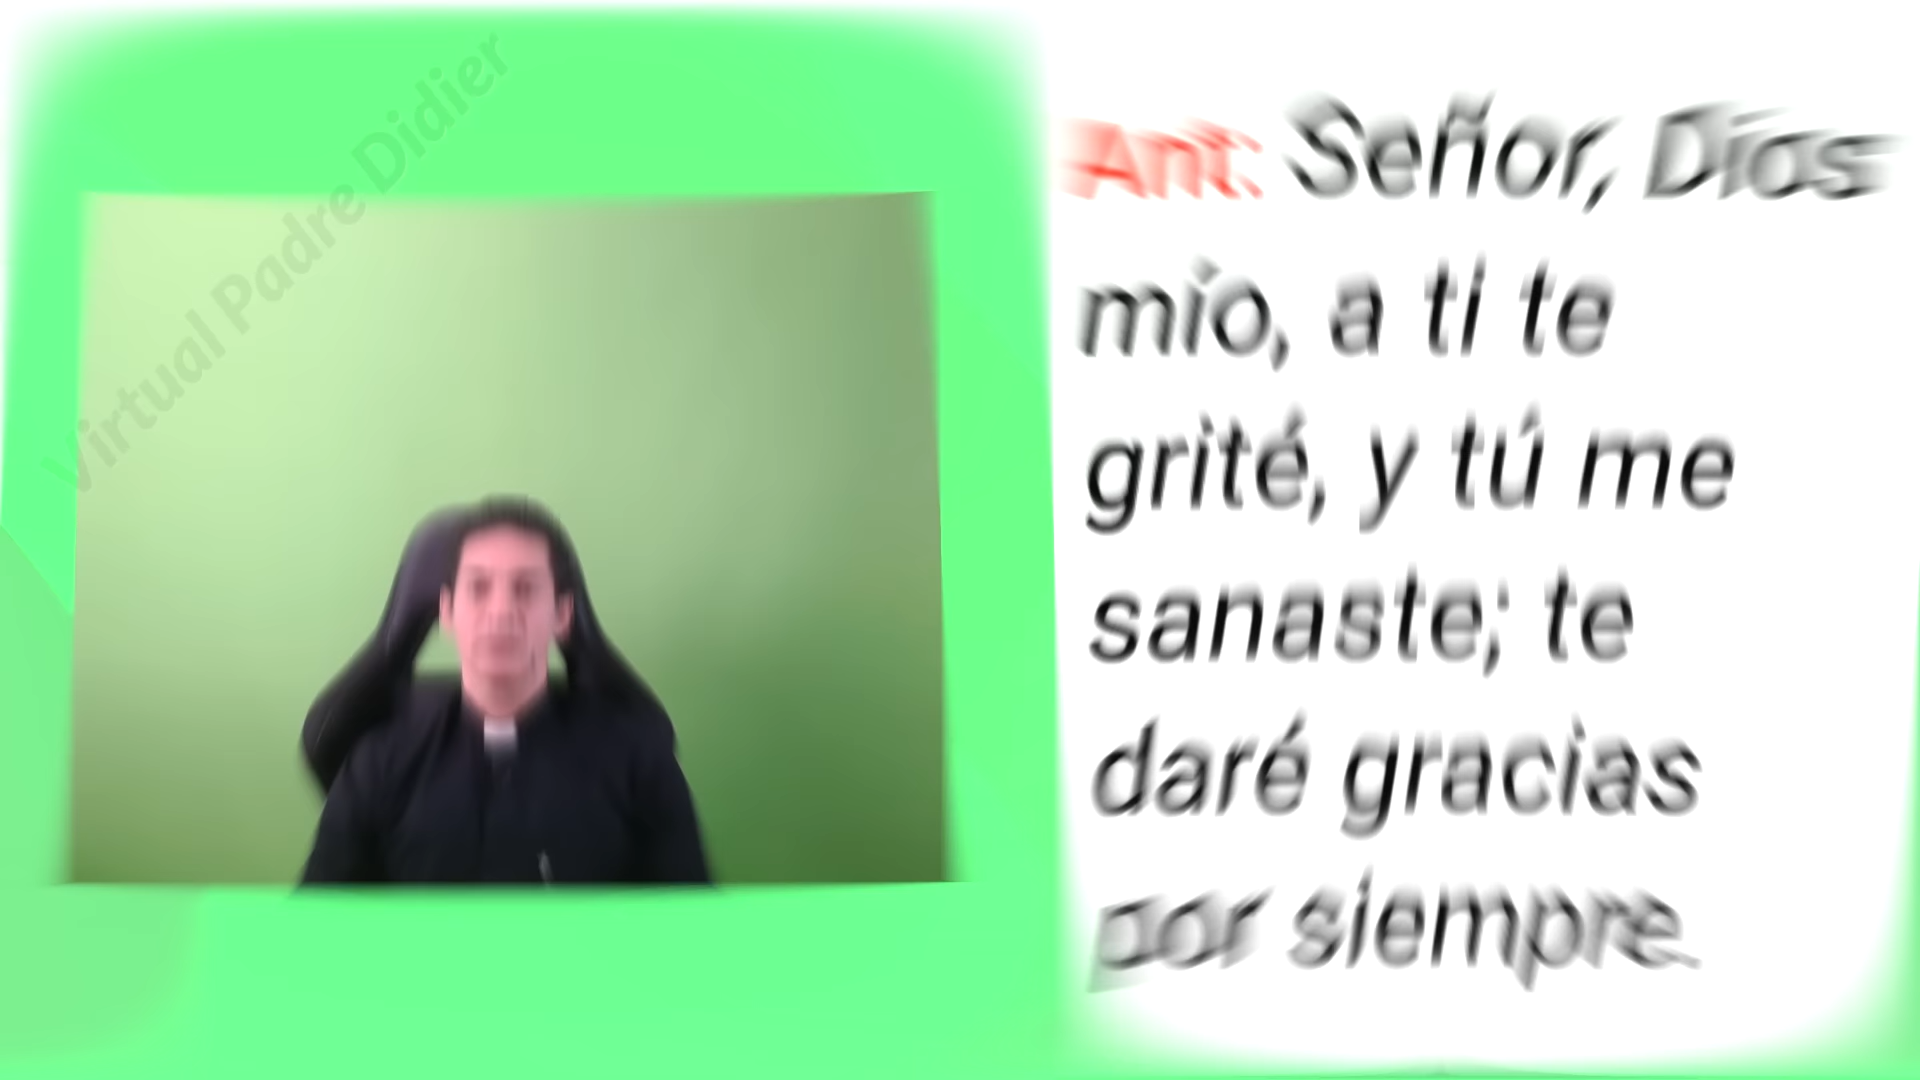 Virtual Padre Didier
Ant: Señor, Dios
mío, a ti te
grité, y tú me
sanaste; te
daré gracias
por siempre.